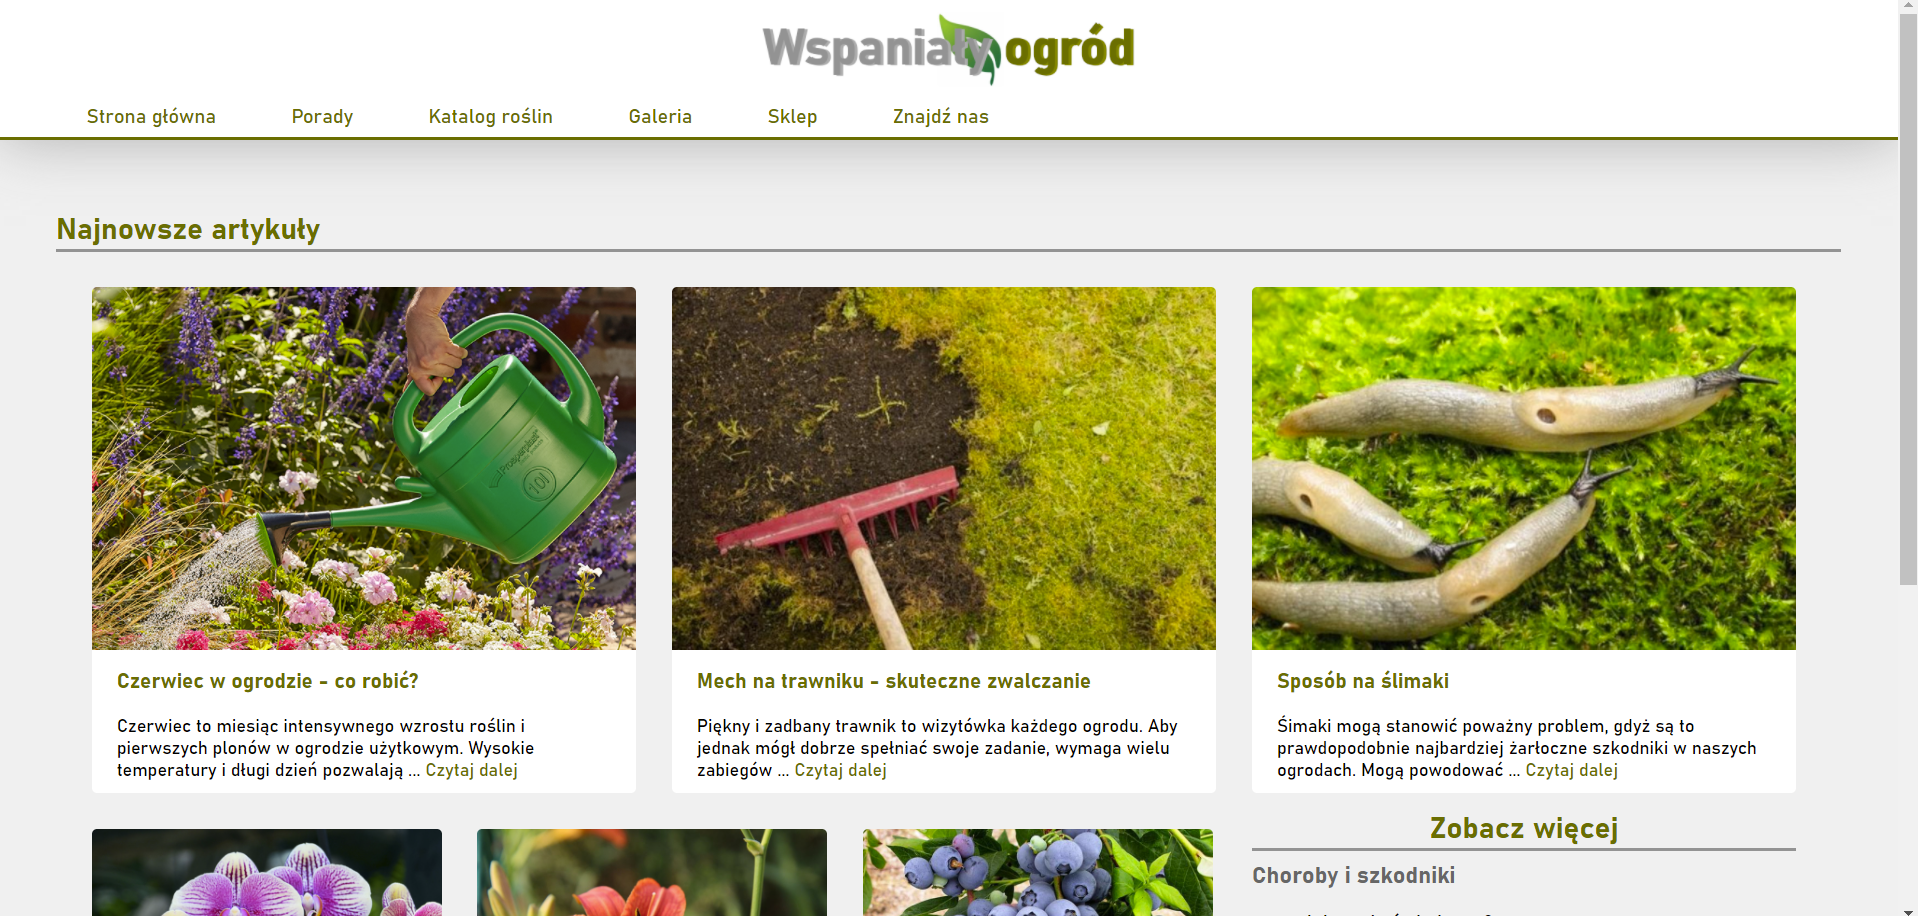 Wspaniały ogród
Strona główna Porady Katalog roślin Galeria Sklep Znajdź nas
Najnowsze artykuły
10l
Czerwiec w ogrodzie - co robić?
Czerwiec to miesiąc intensywnego wzrostu roślin i
pierwszych plonów w ogrodzie użytkowym. Wysokie
temperatury i długi dzień pozwalają ... Czytaj dalej
Mech na trawniku - skuteczne zwalczanie
Piękny i zadbany trawnik to wizytówka każdego ogrodu. Aby
jednak mógł dobrze spełniać swoje zadanie, wymaga wielu
zabiegów ... Czytaj dalej
Sposób na ślimaki
Śimaki mogą stanowić poważny problem, gdyż są to
prawdopodobnie najbardziej żarłoczne szkodniki w naszych
ogrodach. Mogą powodować ... Czytaj dalej
Zobacz więcej
Choroby i szkodniki